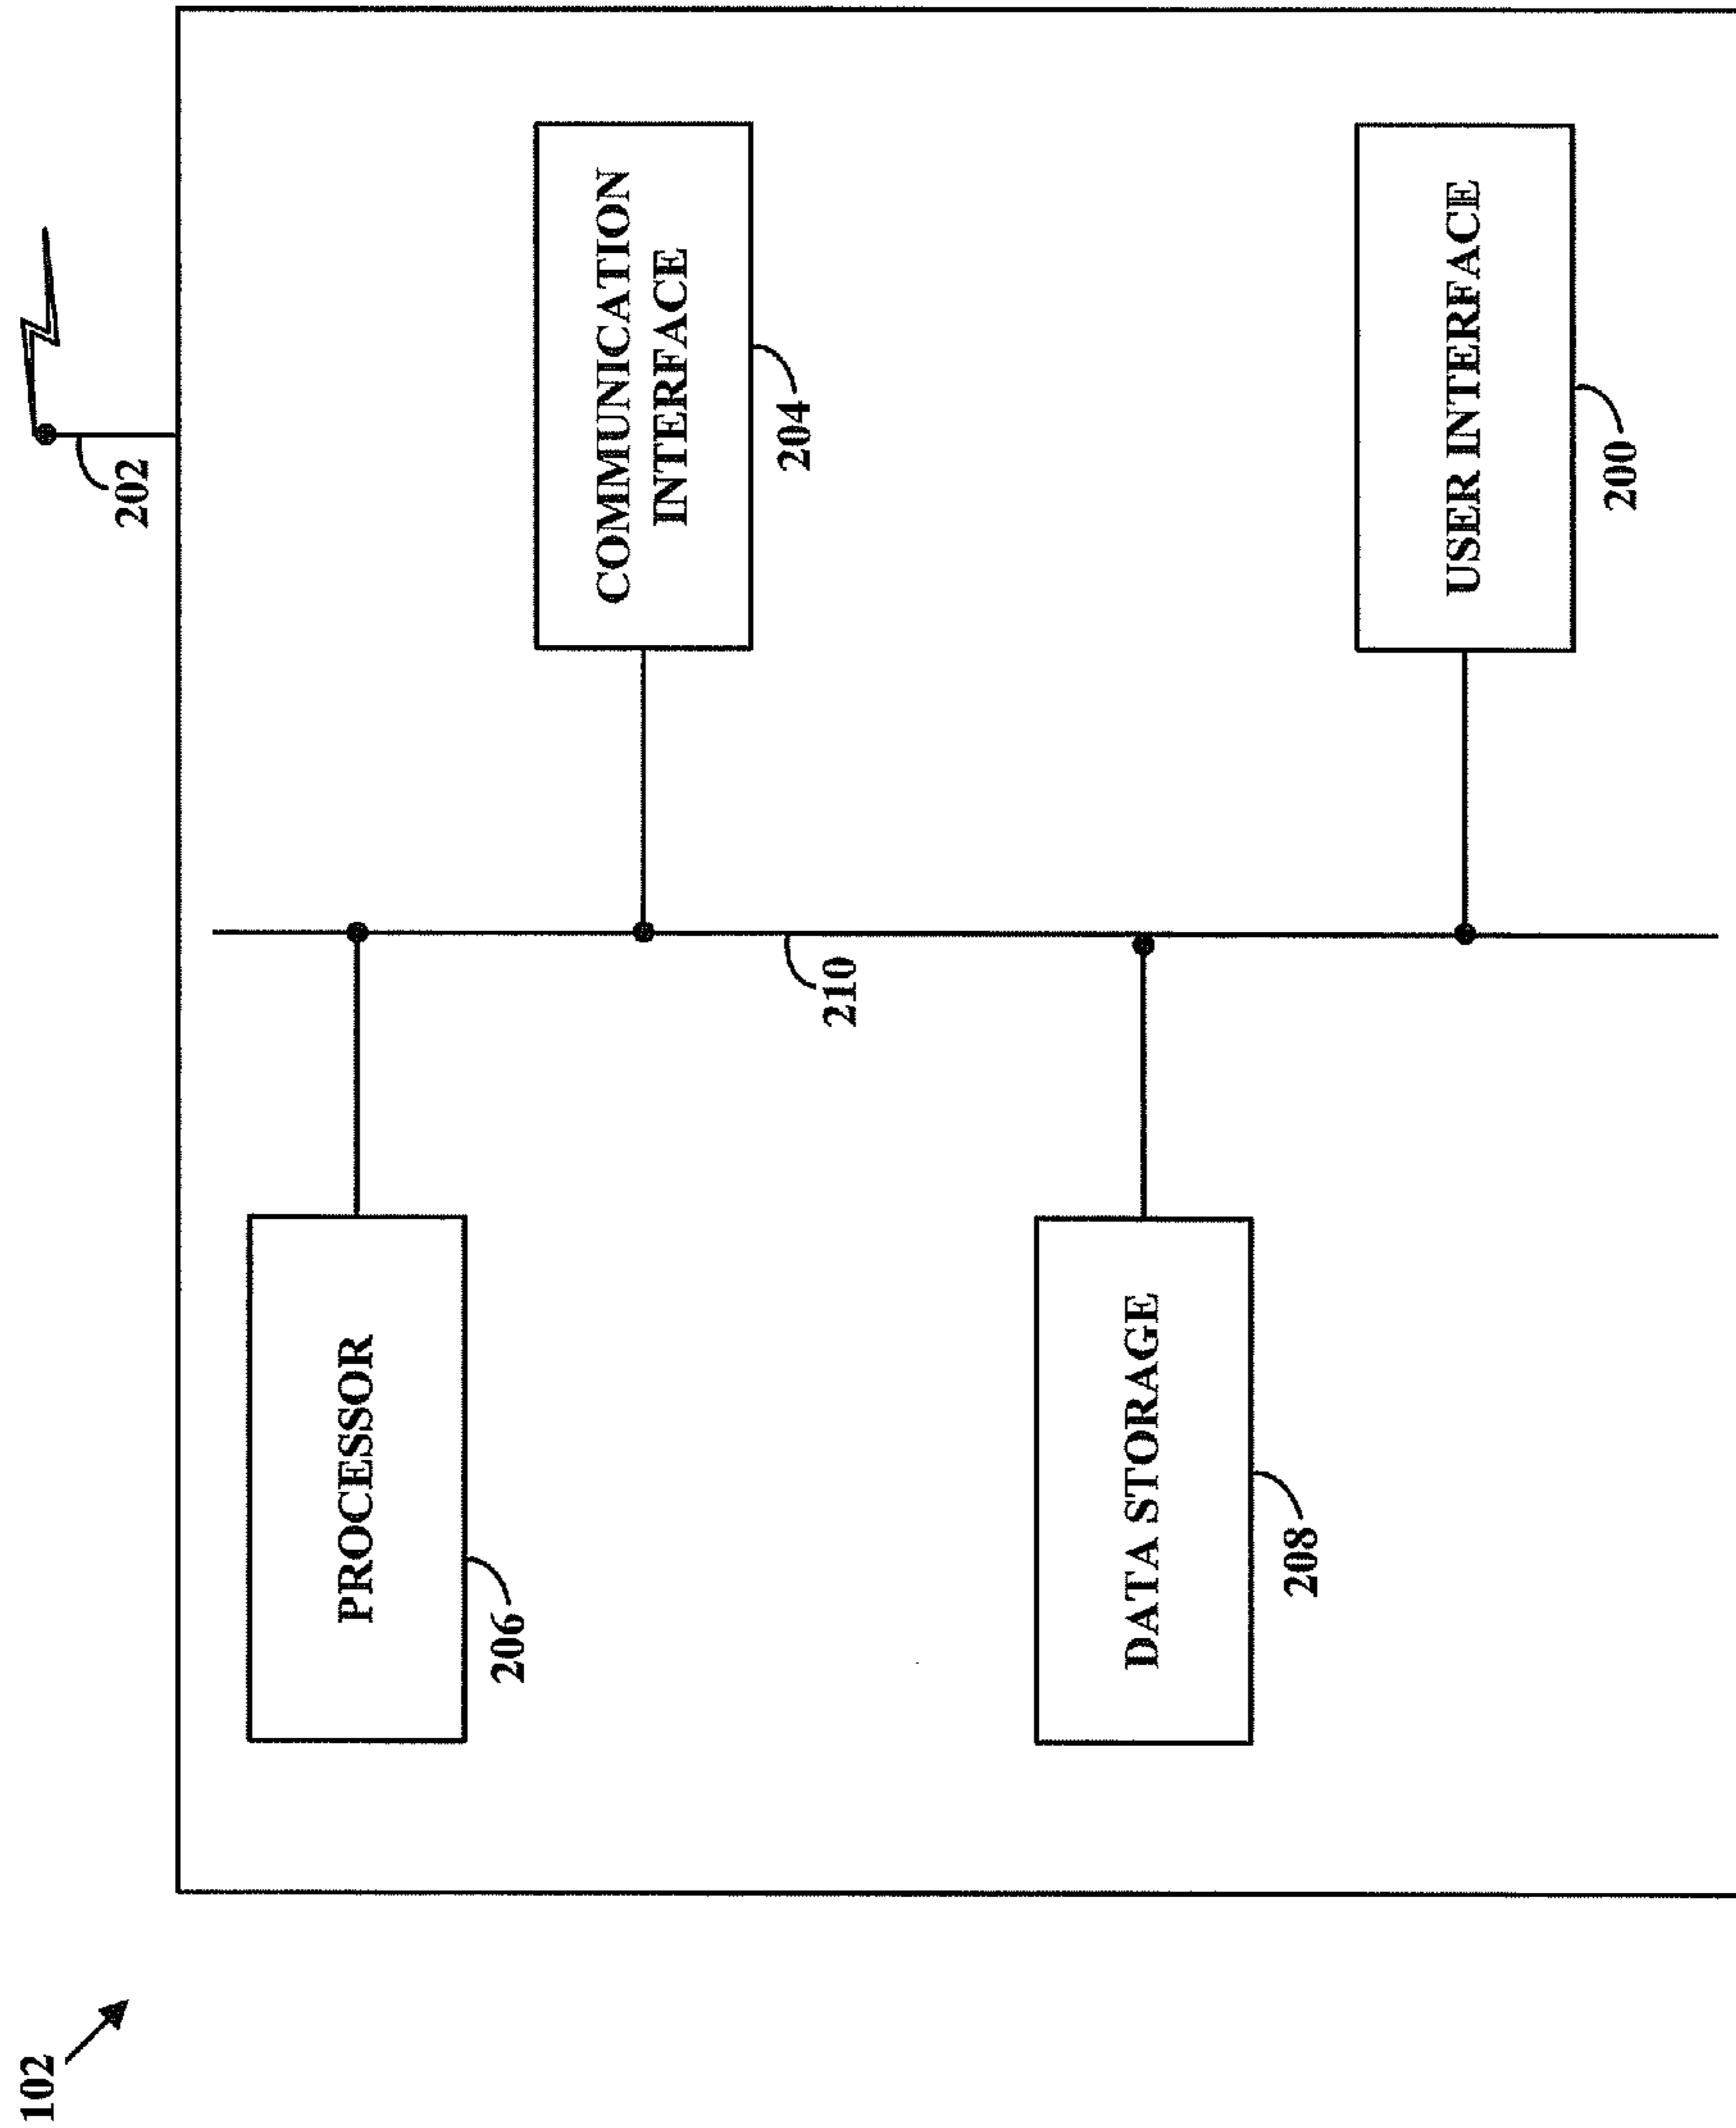 102
202
PROCESSOR
206
COMMUNICATION
INTERFACE
204
210
DATA STORAGE
208
USER INTERFACE
200